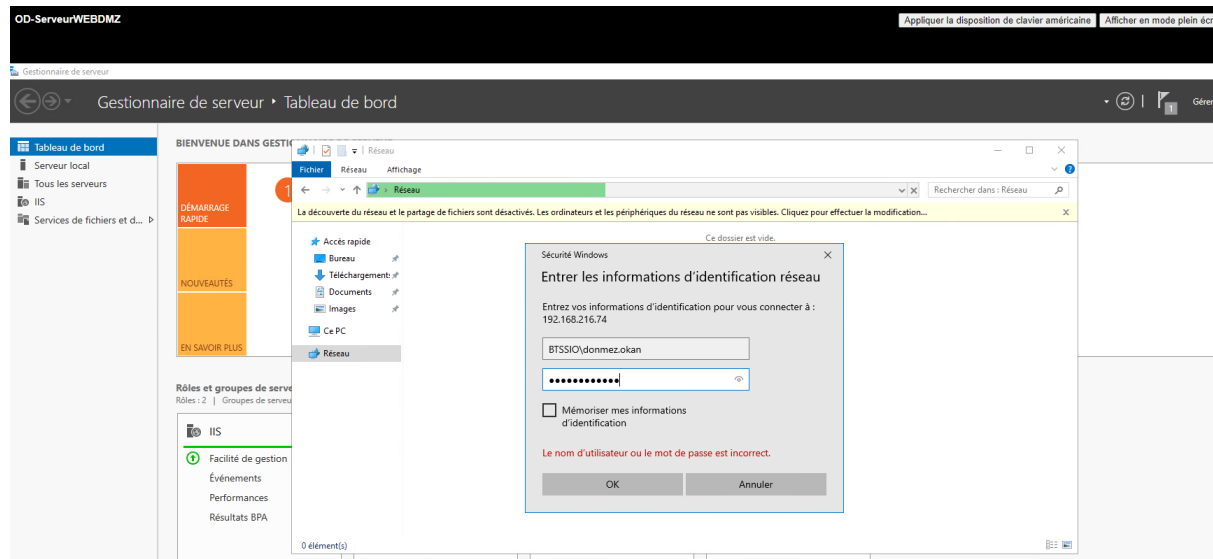 OD-ServeurWEBDMZ
Appliquer la disposition de clavier américaine
Afficher en mode plein écr
Gestionnaire de serveur
Gestionnaire de serveur • Tableau de bord
1
Gérer
Tableau de bord
Serveur local
Tous les serveurs
IIS
Services de fichiers et d...
BIENVENUE DANS GESTI
DÉMARRAGE
RAPIDE
1
NOUVEAUTÉS
EN SAVOIR PLUS
Rôles et groupes de serve
Rôles : 2 | Groupes de serveu
IIS
Facilité de gestion
Événements
Performances
Résultats BPA
Réseau
Fichier Réseau Affichage
Réseau
Rechercher dans : Réseau
La découverte du réseau et le partage de fichiers sont désactivés. Les ordinateurs et les périphériques du réseau ne sont pas visibles. Cliquez pour effectuer la modification...
Accès rapide
Bureau
Téléchargements
Documents
Images
Ce PC
Réseau
Ce dossier est vide.
Sécurité Windows
Entrer les informations d'identification réseau
Entrez vos informations d'identification pour vous connecter à :
192.168.216.74
BTSSIO\donmez.okan
●●●●●●●●●●●●
Mémoriser mes informations
d'identification
Le nom d'utilisateur ou le mot de passe est incorrect.
OK
Annuler
0 élément(s)